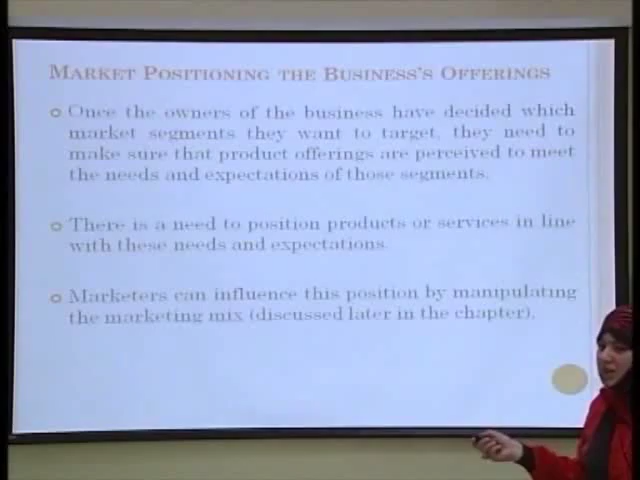 MARKET POSITIONING THE BUSINESS'S OFFERINGS
Once the owners of the business have decided which
market segments they want to target, they need to
make sure that product offerings are perceived to meet
the needs and expectations of those segments.
There is a need to position products or services in line
with these needs and expectations.
Marketers can influence this position by manipulating
the marketing mix (discussed later in the chapter).